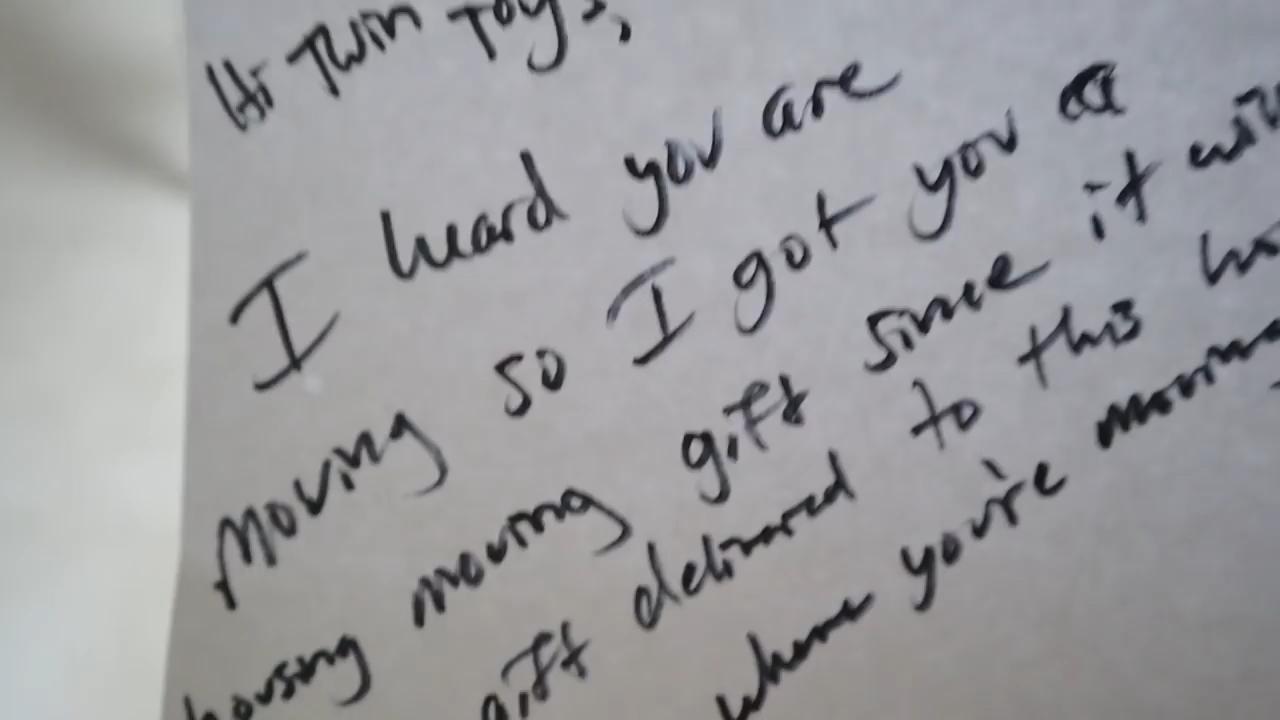 Hi Twin Toys,
I heard you are
moving so I got you a
housing moving gift since it
gift delivered to this
where you're moving